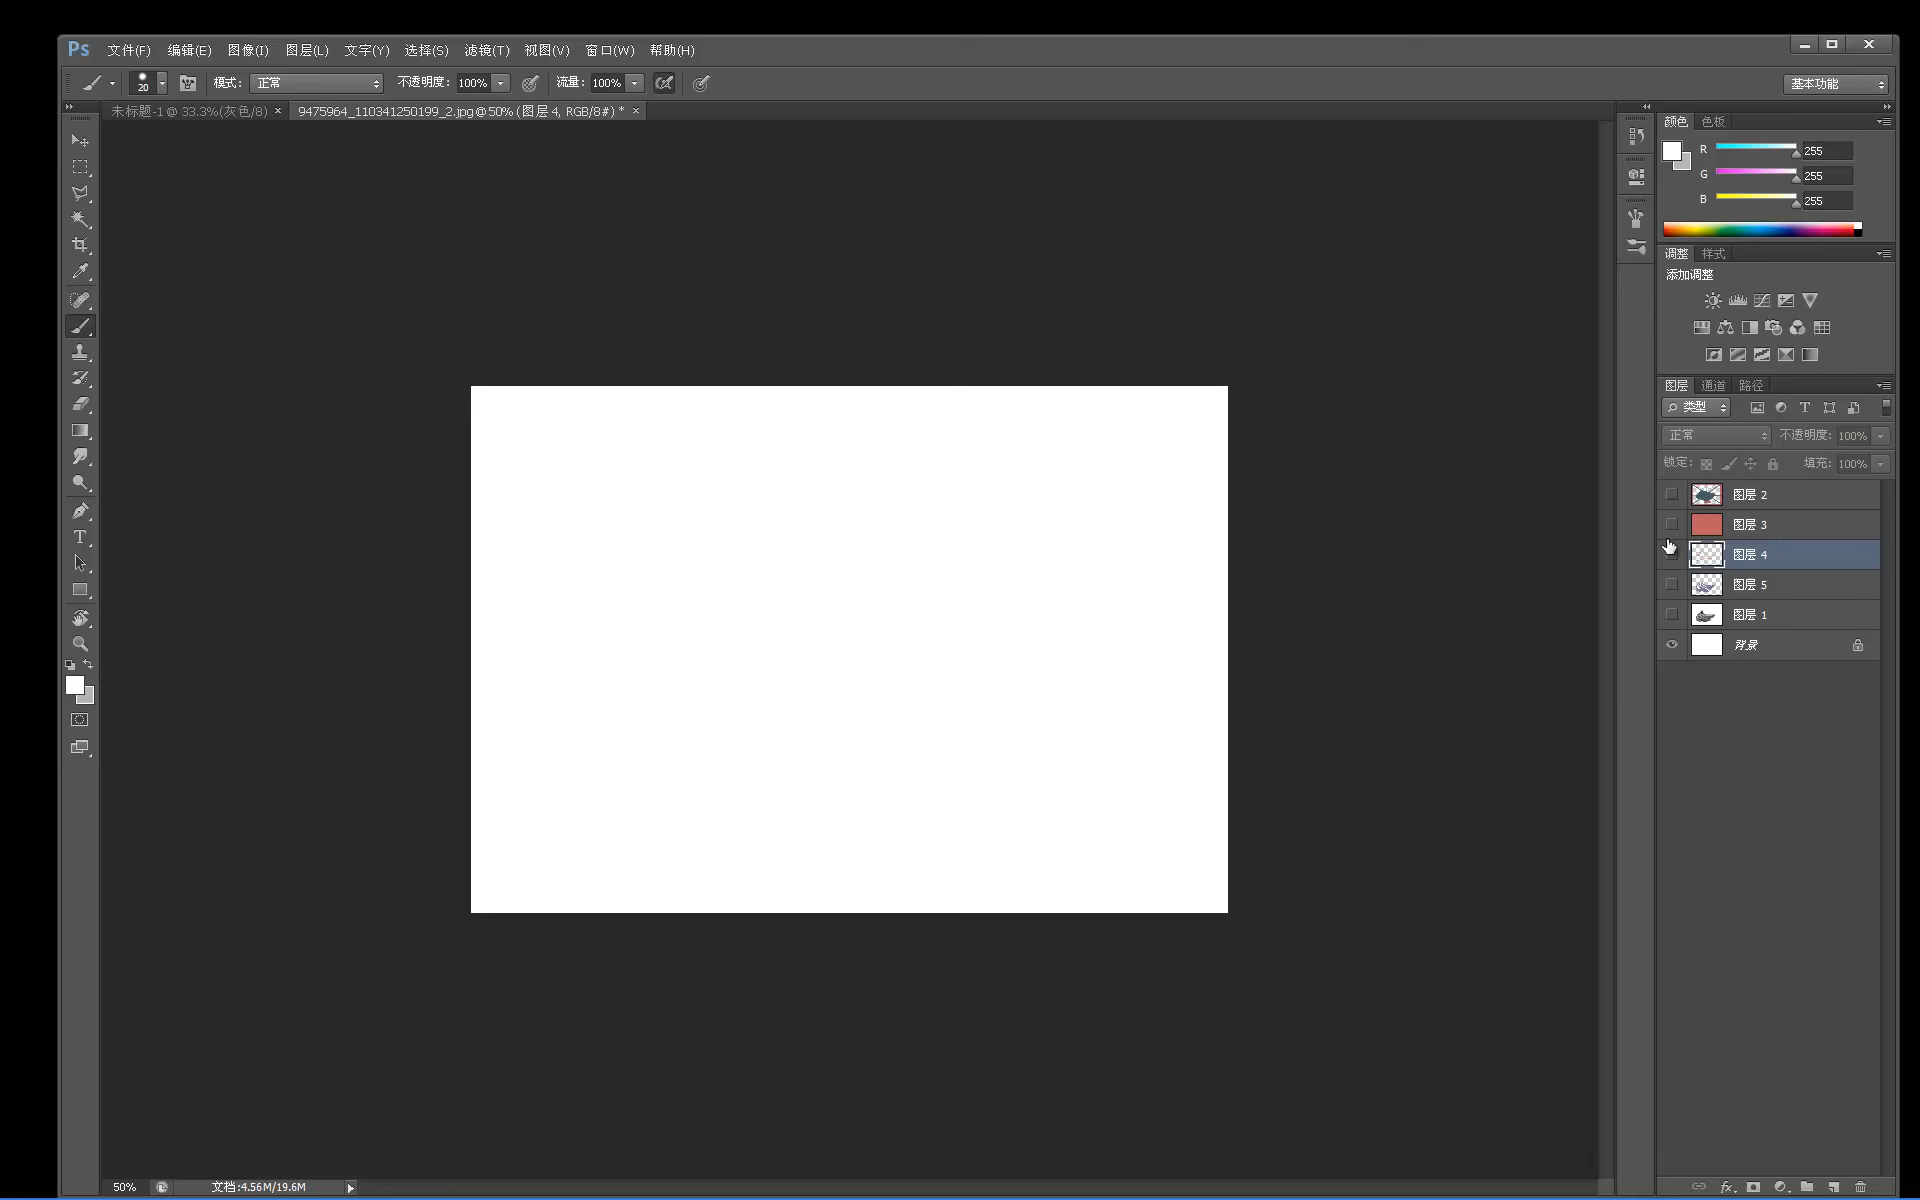 Ps 文件(F) 编辑(E) 图像(I) 图层(L) 文字(Y) 选择(S) 滤镜(T) 视图(V) 窗口(W) 帮助(H)
20 模式: 正常 不透明度: 100% 流量: 100% 基本功能
未标题-1 @ 33.3%(灰色/8) × 9475964_110341250199_2.jpg @ 50% (图层 4, RGB/8#) * ×
颜色 色板
R 255
G 255
B 255
调整 样式
添加调整
图层 通道 路径
类型
正常 不透明度: 100%
锁定: 填充: 100%
图层 2
图层 3
图层 4
图层 5
图层 1
背景
50% 文档:4.56M/19.6M